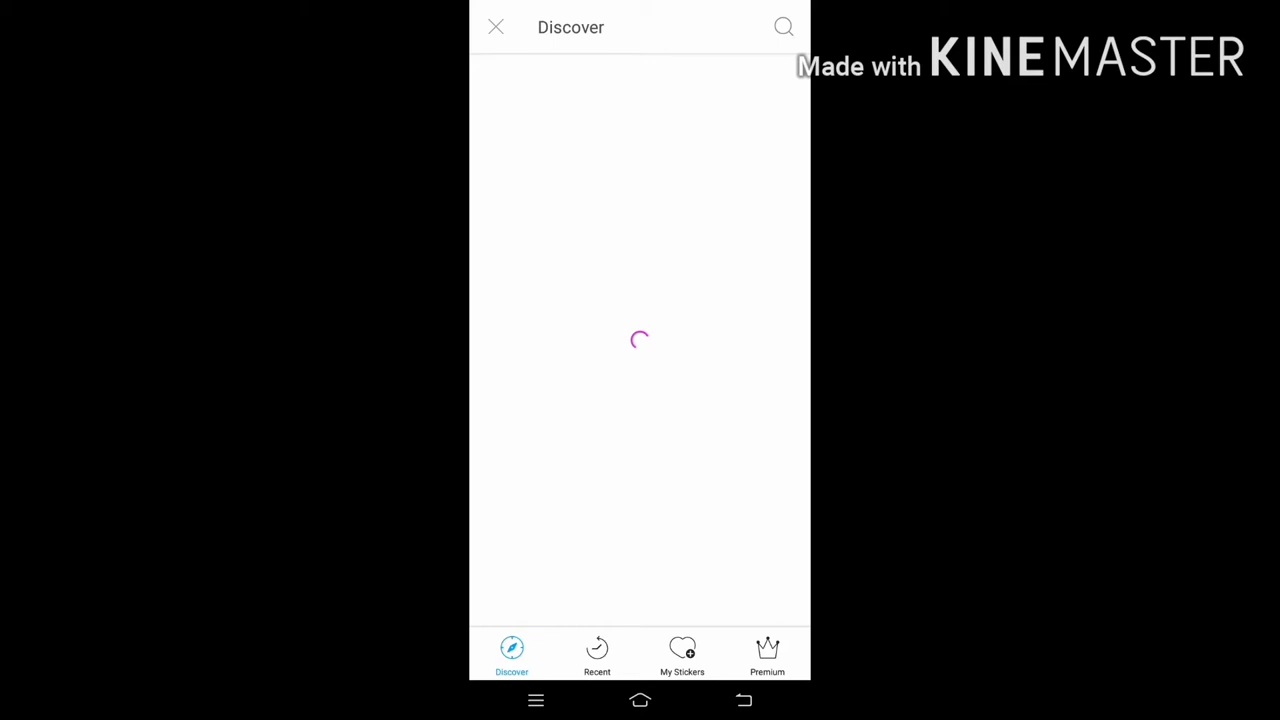 Discover
Made with KINEMASTER
Discover
Recent
My Stickers
Premium